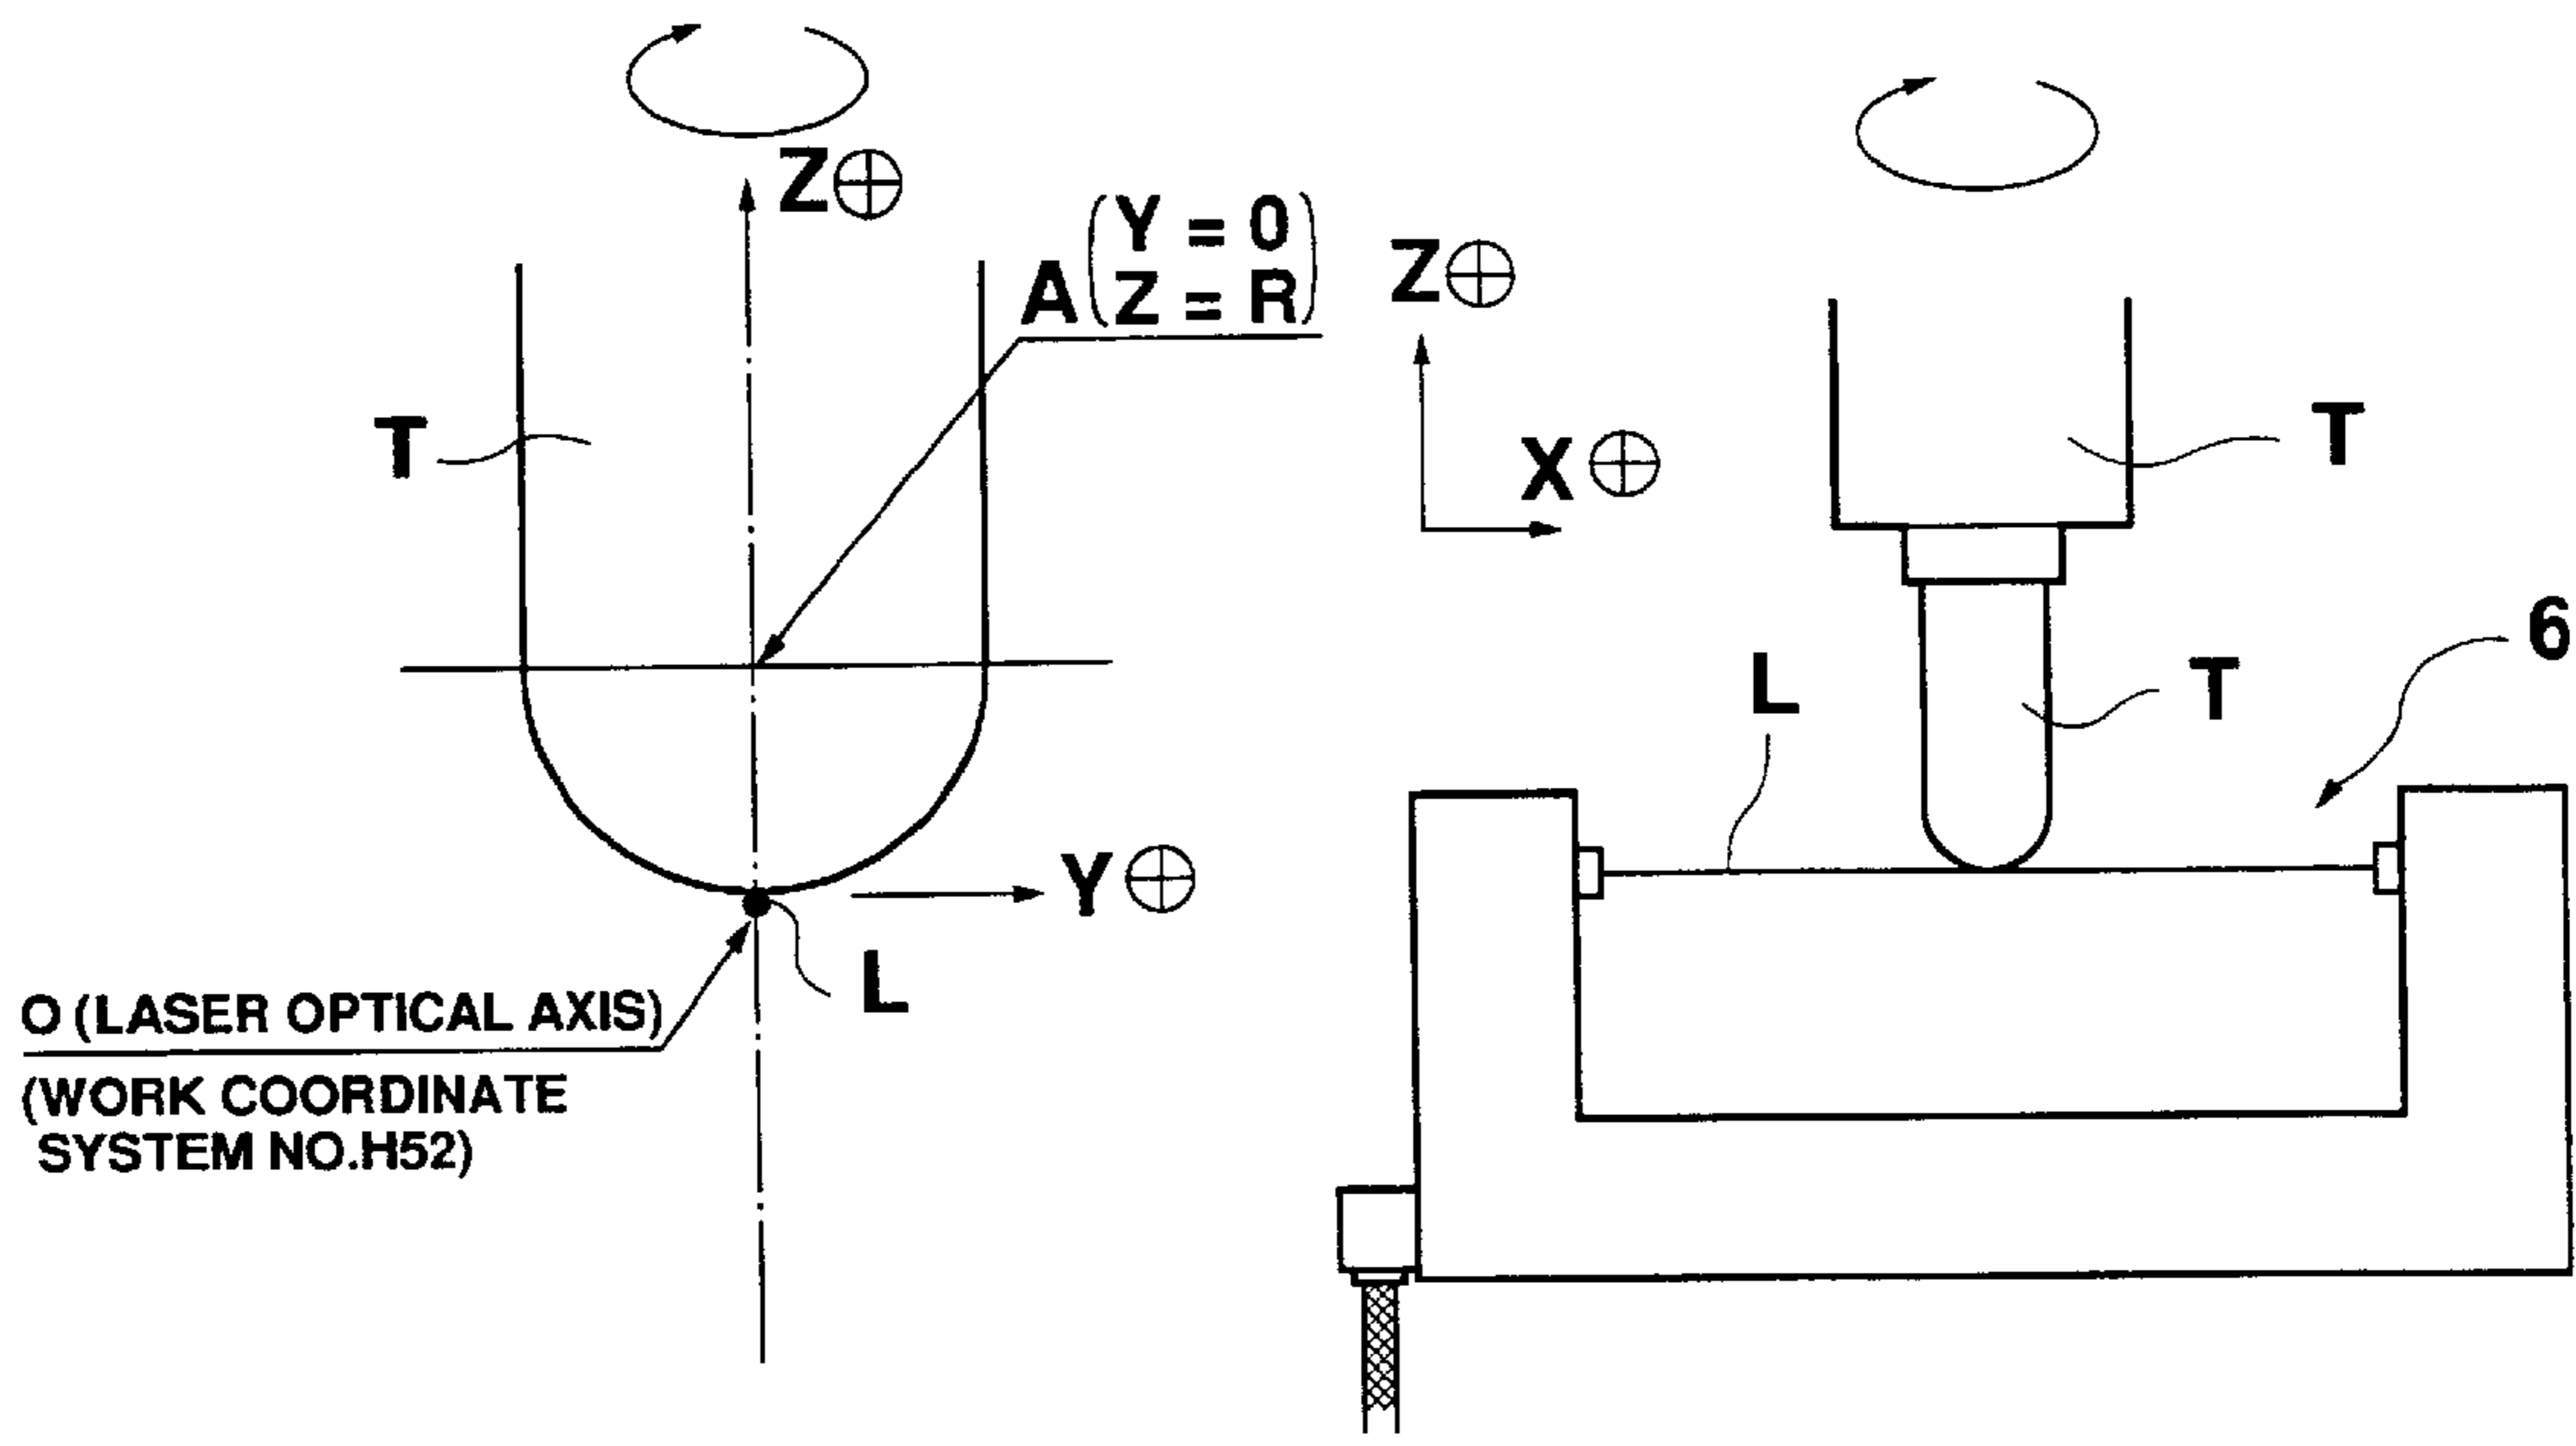 Z⊕
A(Y = 0
Z = R)
T
Y⊕
L
O (LASER OPTICAL AXIS)
(WORK COORDINATE
SYSTEM NO.H52)
Z⊕
X⊕
T
6
L
T